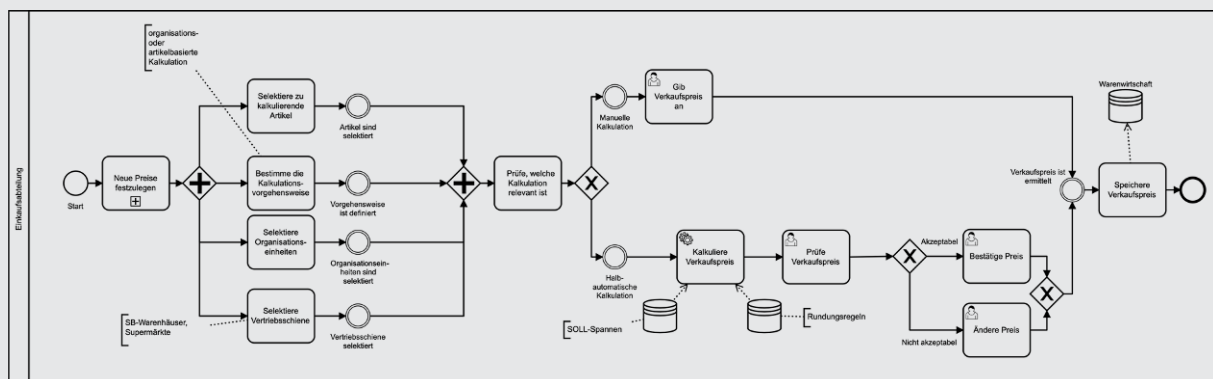 Einkaufsabteilung
Start
Neue Preise
festzulegen
organisations-
oder
artikelbasierte
Kalkulation
Selektiere zu
kalkulierende
Artikel
Artikel sind
selektiert
Bestimme die
Kalkulations-
vorgehensweise
Vorgehensweise
ist definiert
Selektiere
Organisations-
einheiten
Organisationsein-
heiten sind
selektiert
SB-Warenhäuser,
Supermärkte
Selektiere
Vertriebsschiene
Vertriebsschiene
selektiert
Prüfe, welche
Kalkulation
relevant ist
Manuelle
Kalkulation
Gib
Verkaufspreis
an
Halb-
automatische
Kalkulation
Kalkuliere
Verkaufspreis
SOLL-Spannen
Rundungsregeln
Prüfe
Verkaufspreis
Akzeptabel
Bestätige Preis
Nicht akzeptabel
Ändere Preis
Verkaufspreis ist
ermittelt
Warenwirtschaft
Speichere
Verkaufspreis